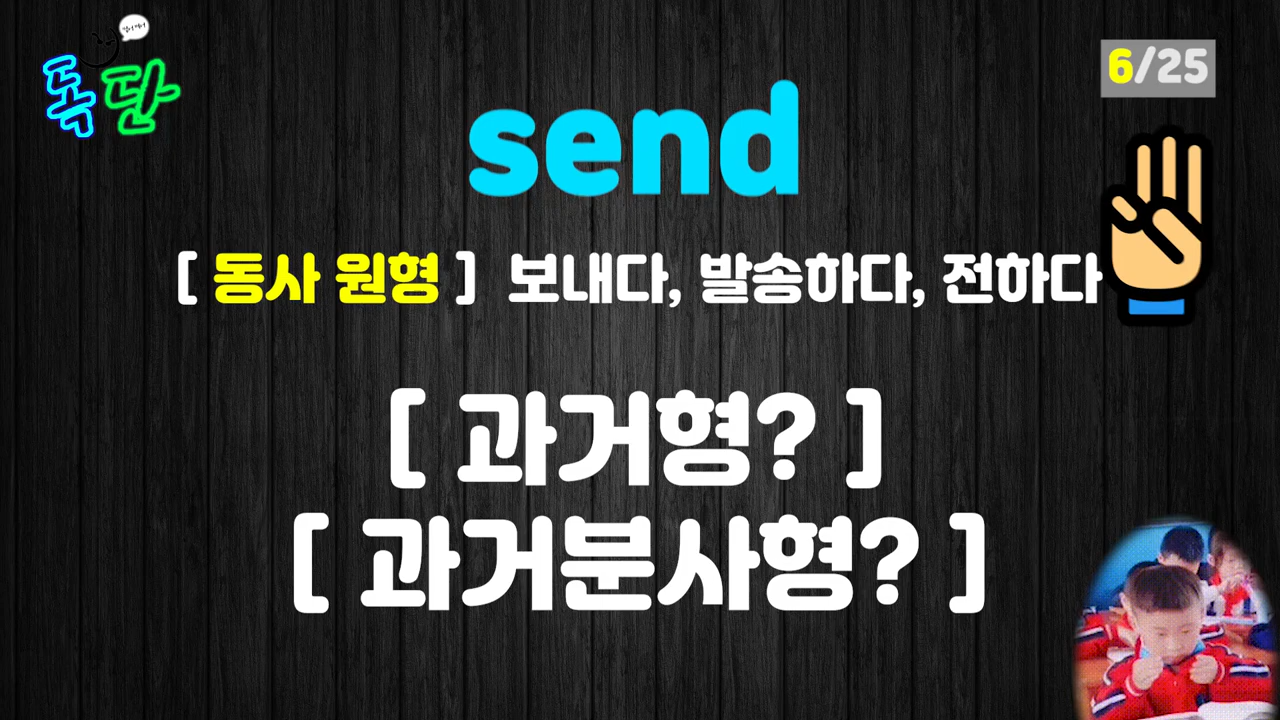 독단
6/25
send
[ 동사 원형 ] 보내다, 발송하다, 전하다
[ 과거형? ]
[ 과거분사형? ]